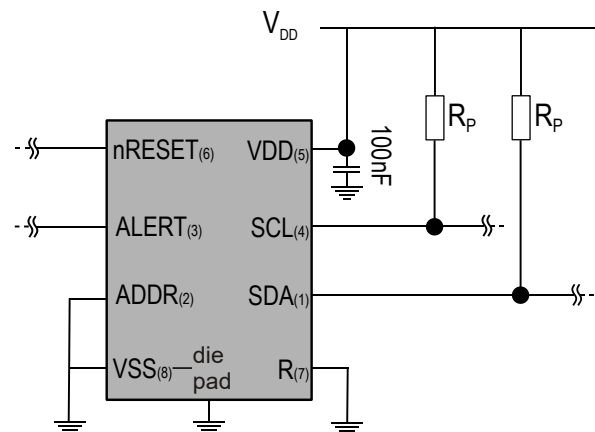 VDD
nRESET(6) VDD(5)
100nF
RP RP
ALERT(3) SCL(4)
ADDR(2) SDA(1)
VSS(8) die pad R(7)